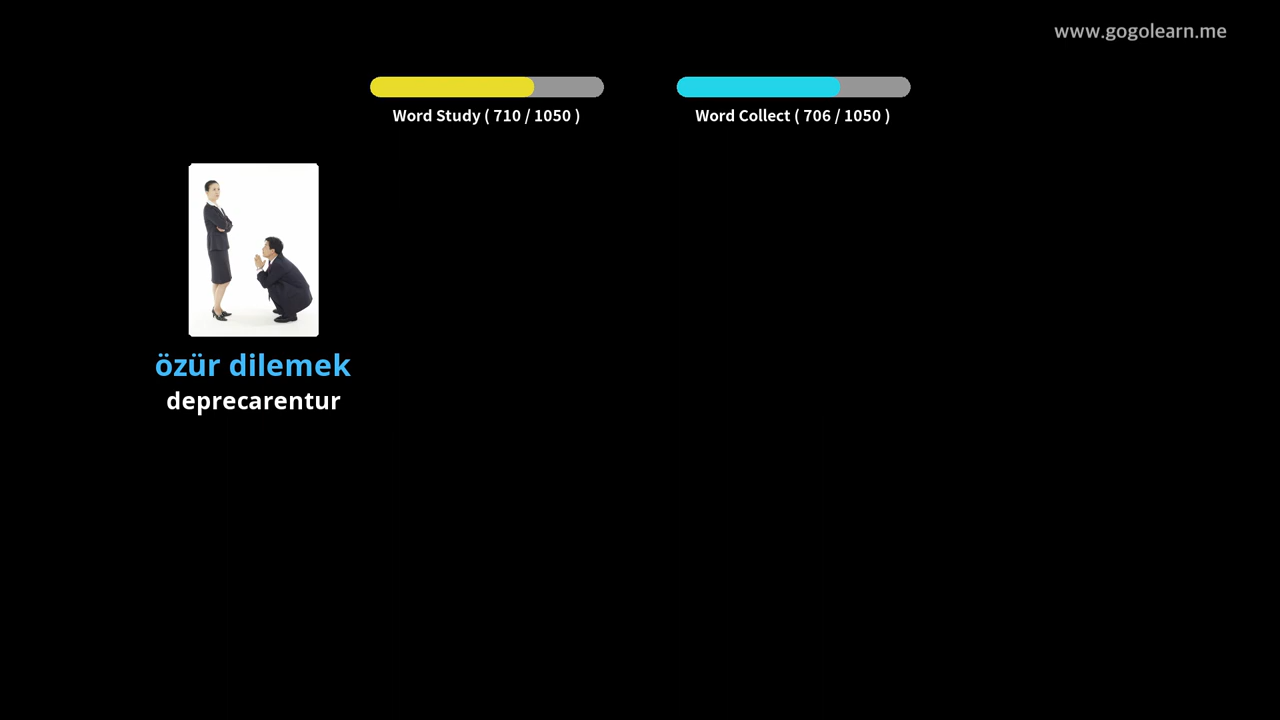 www.gogolearn.me
Word Study ( 710 / 1050 )
Word Collect ( 706 / 1050 )
özür dilemek
deprecarentur